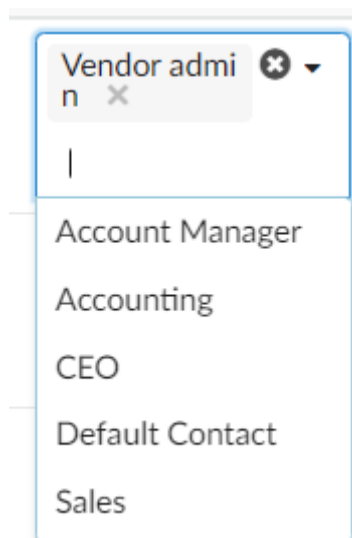 Vendor admi
n
Account Manager
Accounting
CEO
Default Contact
Sales